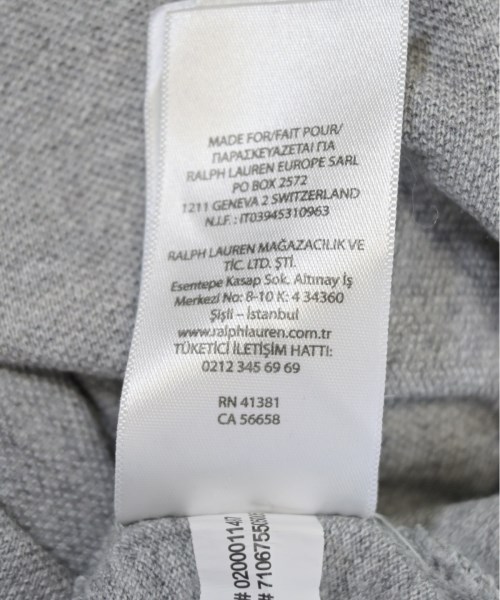 MADE FOR/FAIT POUR/
ΠΑΡΑΣΚΕΥΑΖΕΤΑΙ ΓΙΑ
RALPH LAUREN EUROPE SARL
PO BOX 2572
1211 GENEVA 2 SWITZERLAND
N.I.F. : IT03945310963
RALPH LAUREN MAĞAZACILIK VE
TİC. LTD. ŞTİ.
Esentepe Kasap Sok. Altınay İş
Merkezi No: 8-10 K: 4 34360
Şişli – İstanbul
www.ralphlauren.com.tr
TÜKETİCİ İLETİŞİM HATTI:
0212 345 69 69
RN 41381
CA 56658
# 020001140
# 710675560